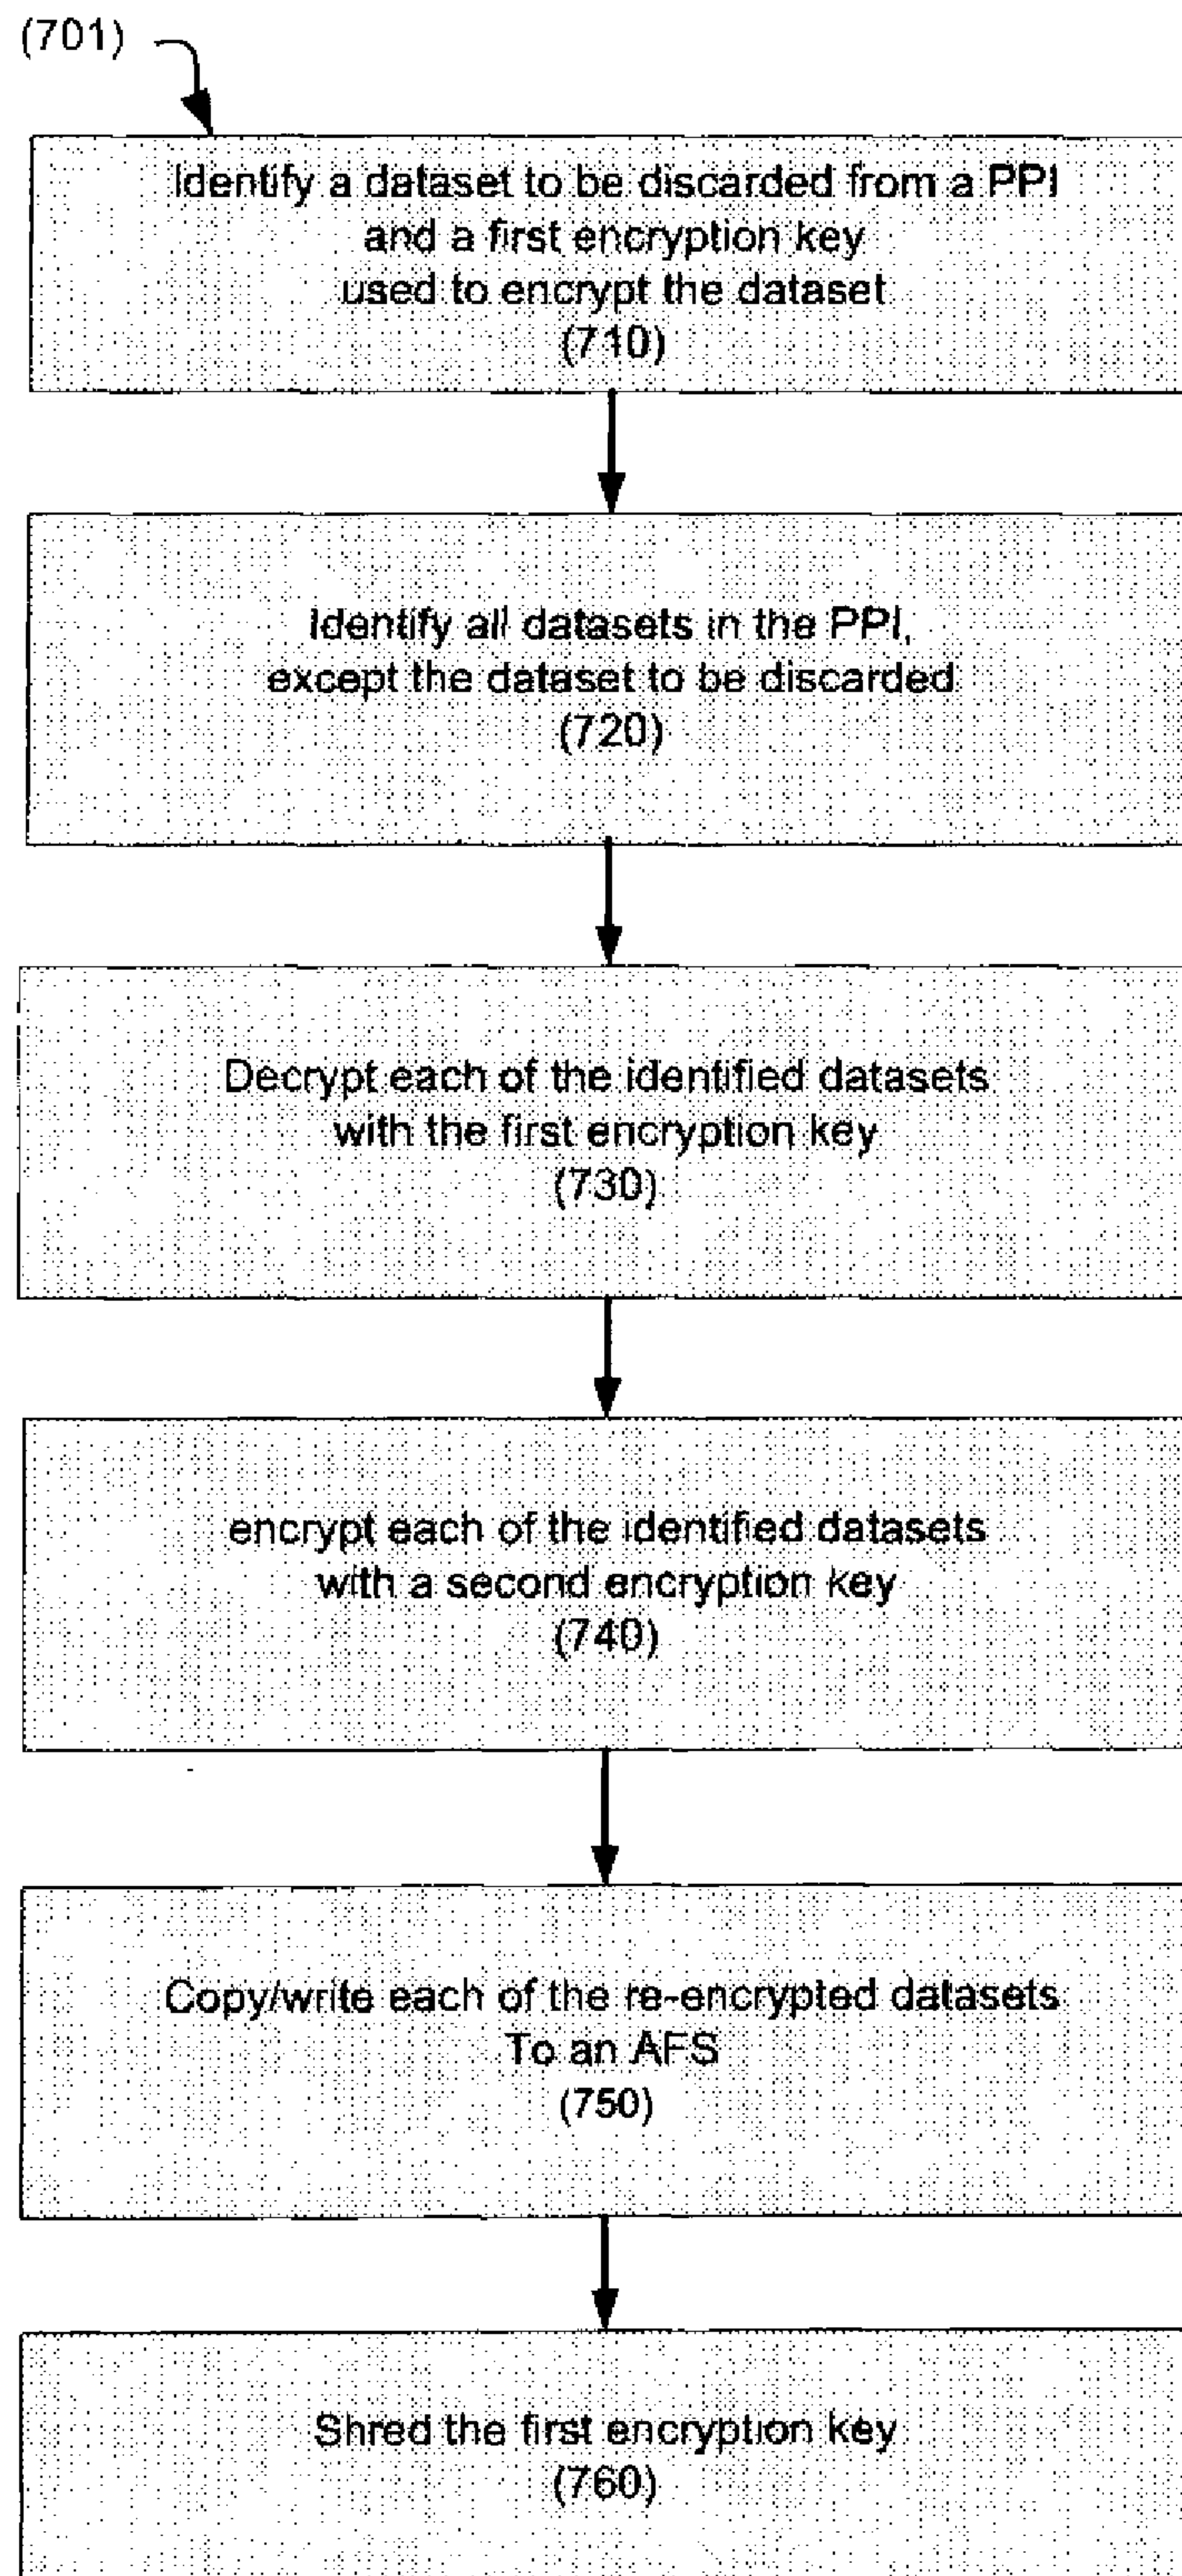 (701)
Identify a dataset to be discarded from a PPI
and a first encryption key
used to encrypt the dataset
(710)
Identify all datasets in the PPI,
except the dataset to be discarded
(720)
Decrypt each of the identified datasets
with the first encryption key
(730)
encrypt each of the identified datasets
with a second encryption key
(740)
Copy/write each of the re-encrypted datasets
To an AFS
(750)
Shred the first encryption key
(760)